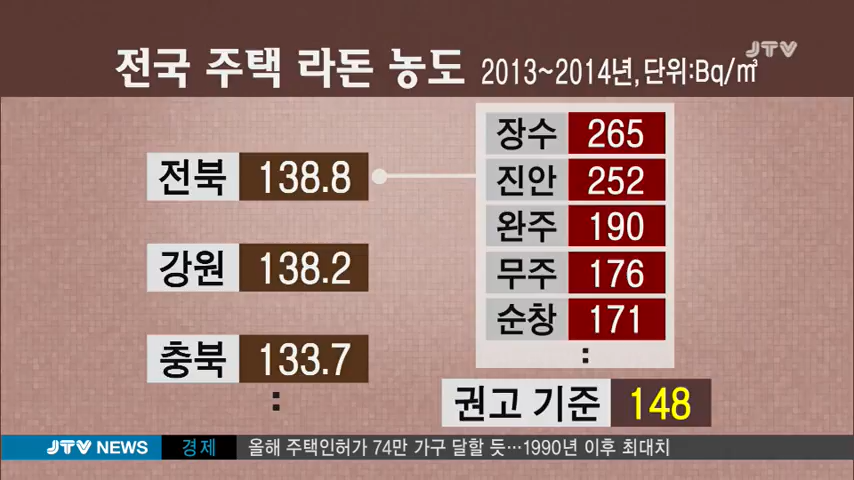 JTV
전국 주택 라돈 농도 2013~2014년, 단위:Bq/㎥
전북 138.8
강원 138.2
충북 133.7
:
장수 265
진안 252
완주 190
무주 176
순창 171
:
권고 기준 148
JTV NEWS 경제 올해 주택인허가 74만 가구 달할 듯…1990년 이후 최대치